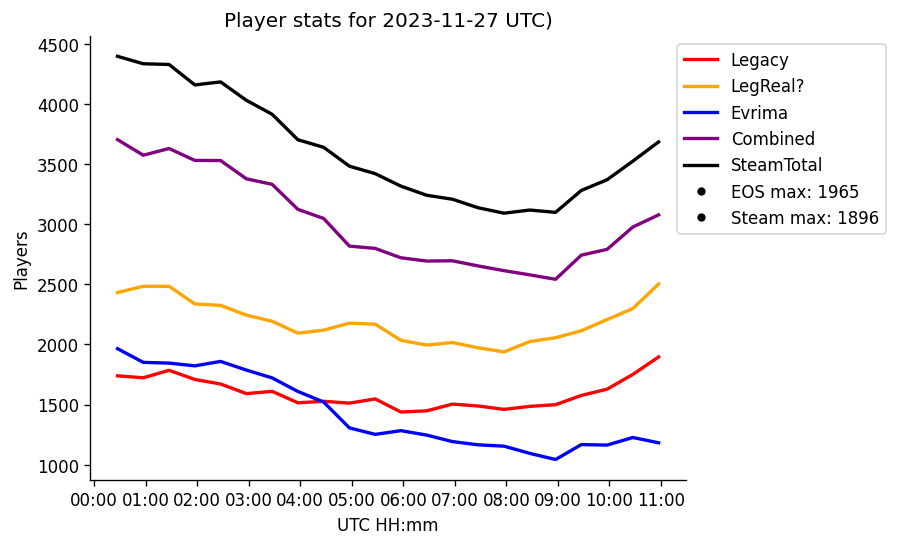 Player stats for 2023-11-27 UTC)
4500
4000
3500
3000
2500
2000
1500
1000
Players
00:00 01:00 02:00 03:00 04:00 05:00 06:00 07:00 08:00 09:00 10:00 11:00
UTC HH:mm
Legacy
LegReal?
Evrima
Combined
SteamTotal
EOS max: 1965
Steam max: 1896